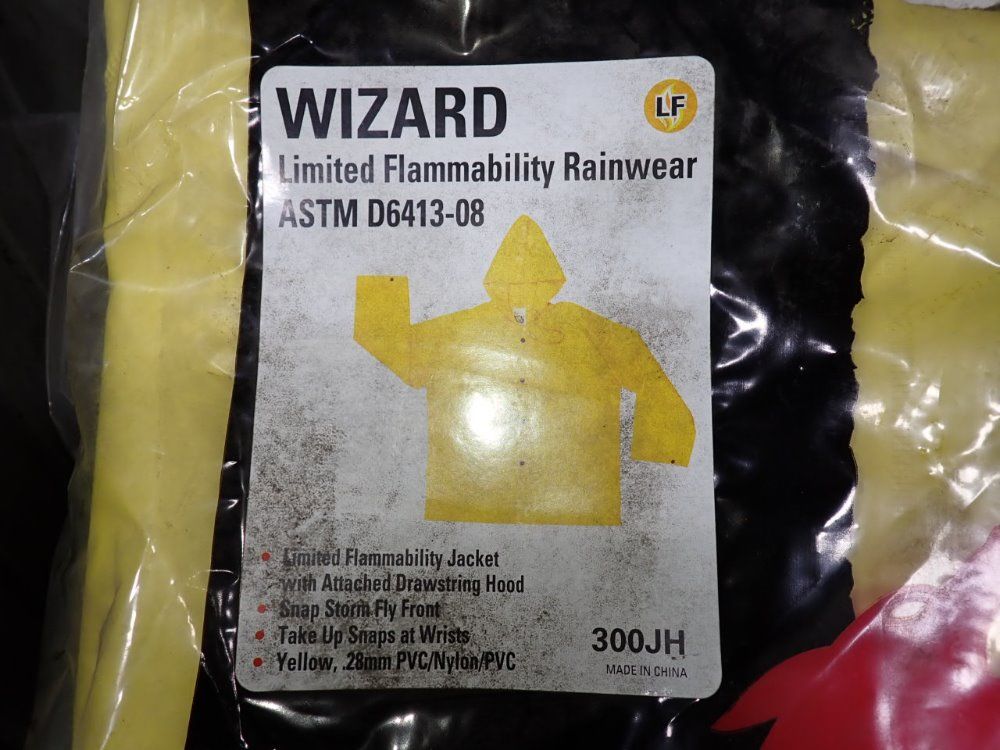 WIZARD
LF
Limited Flammability Rainwear
ASTM D6413-08
Limited Flammability Jacket
with Attached Drawstring Hood
Snap Storm Fly Front
Take Up Snaps at Wrists
Yellow, .28mm PVC/Nylon/PVC
300JH
MADE IN CHINA